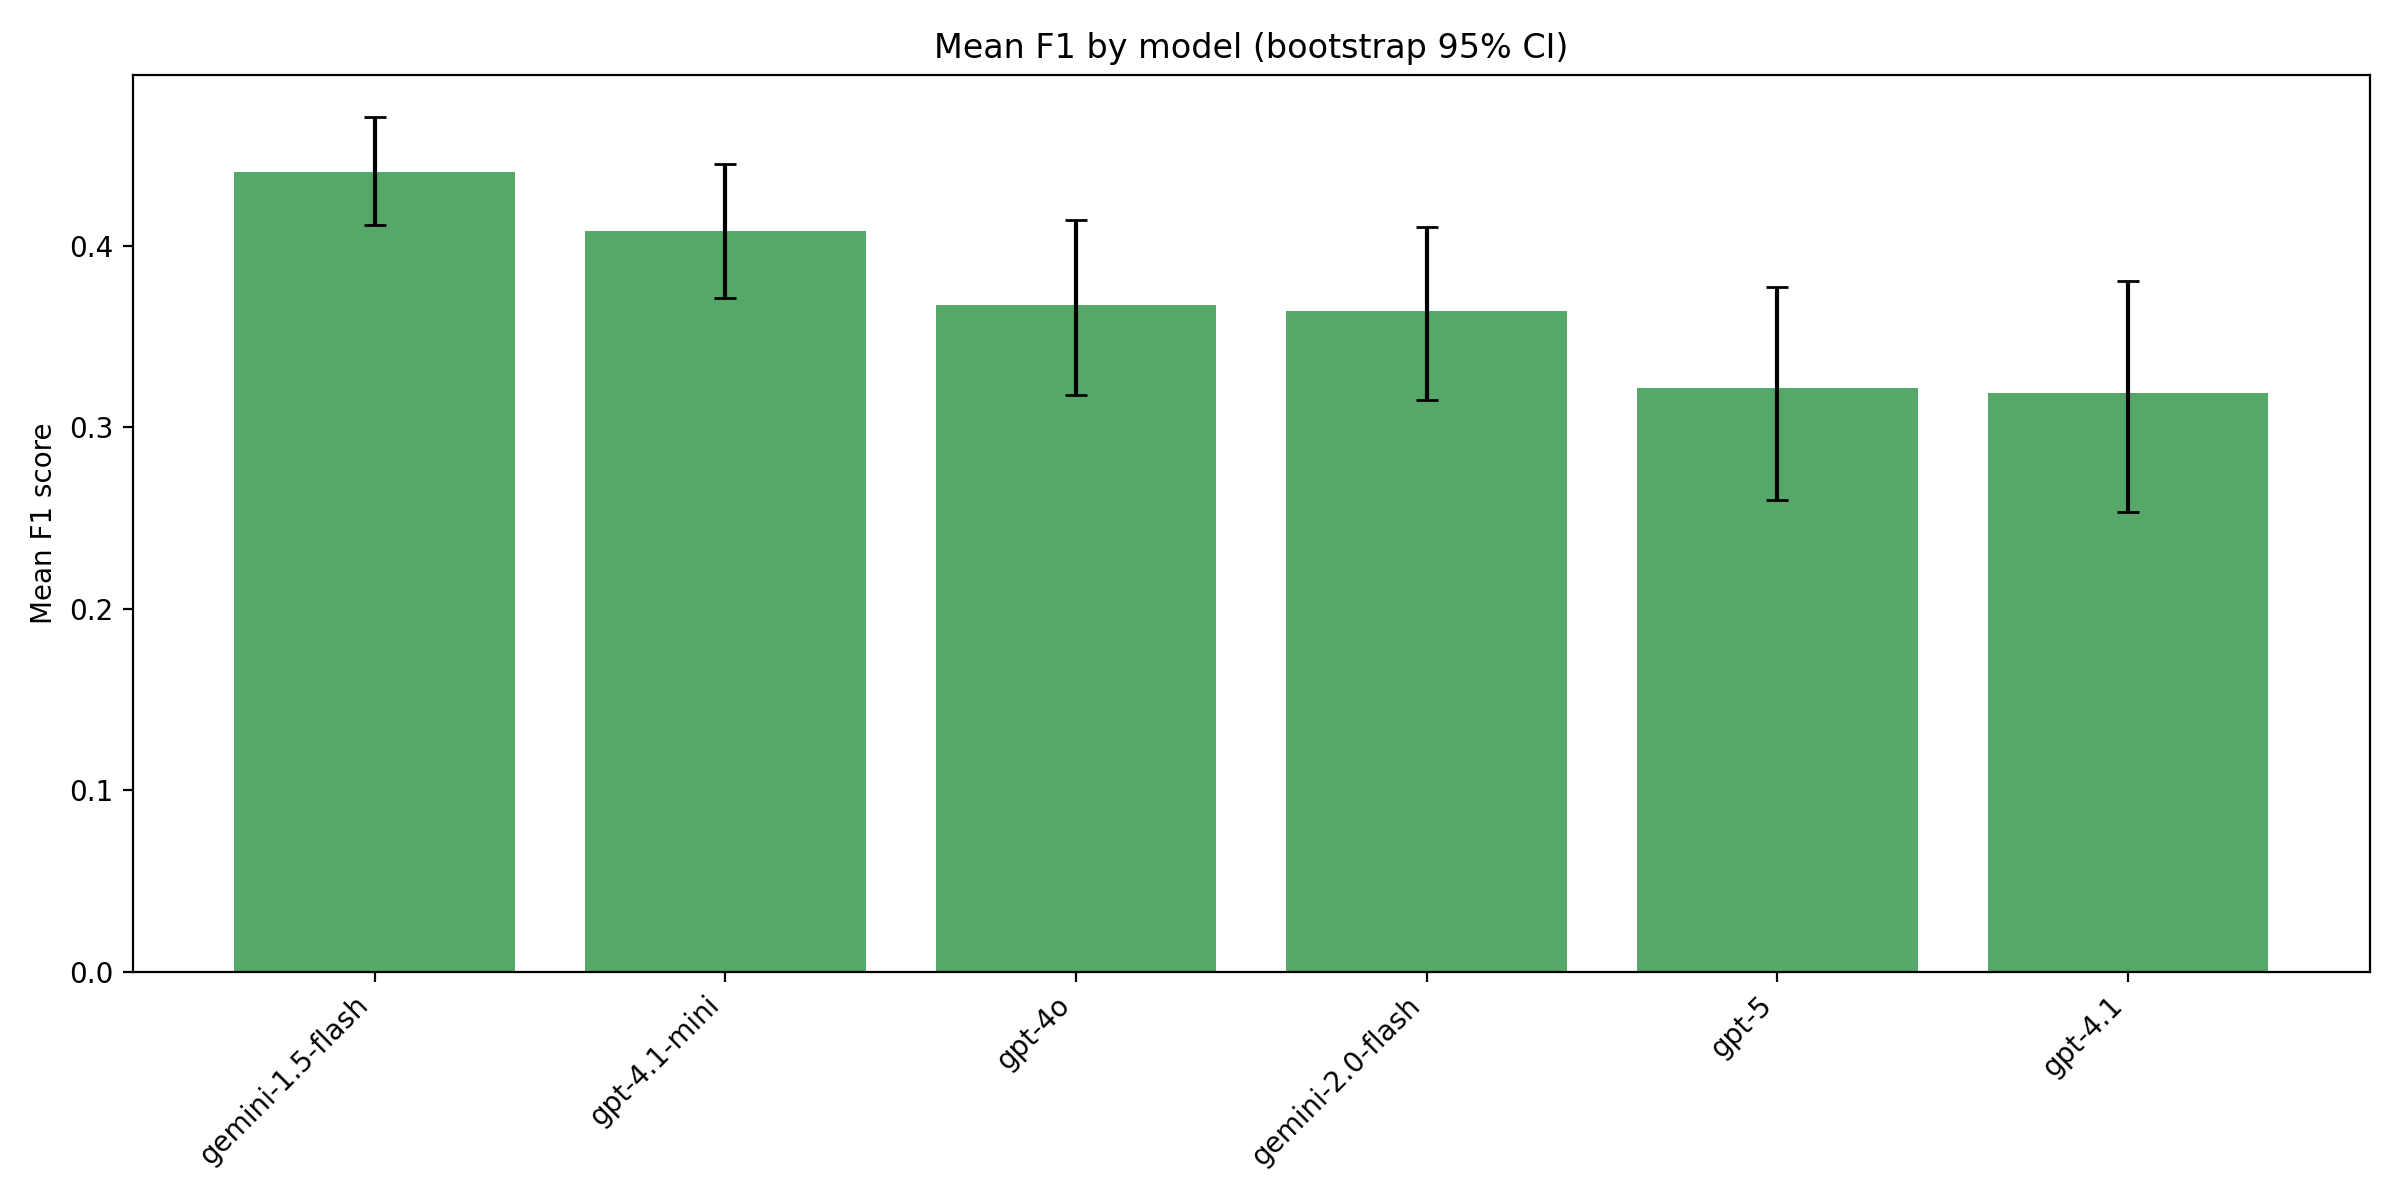 Mean F1 by model (bootstrap 95% CI)
Mean F1 score
0.4
0.3
0.2
0.1
0.0
gemini-1.5-flash
gpt-4.1-mini
gpt-4o
gemini-2.0-flash
gpt-5
gpt-4.1